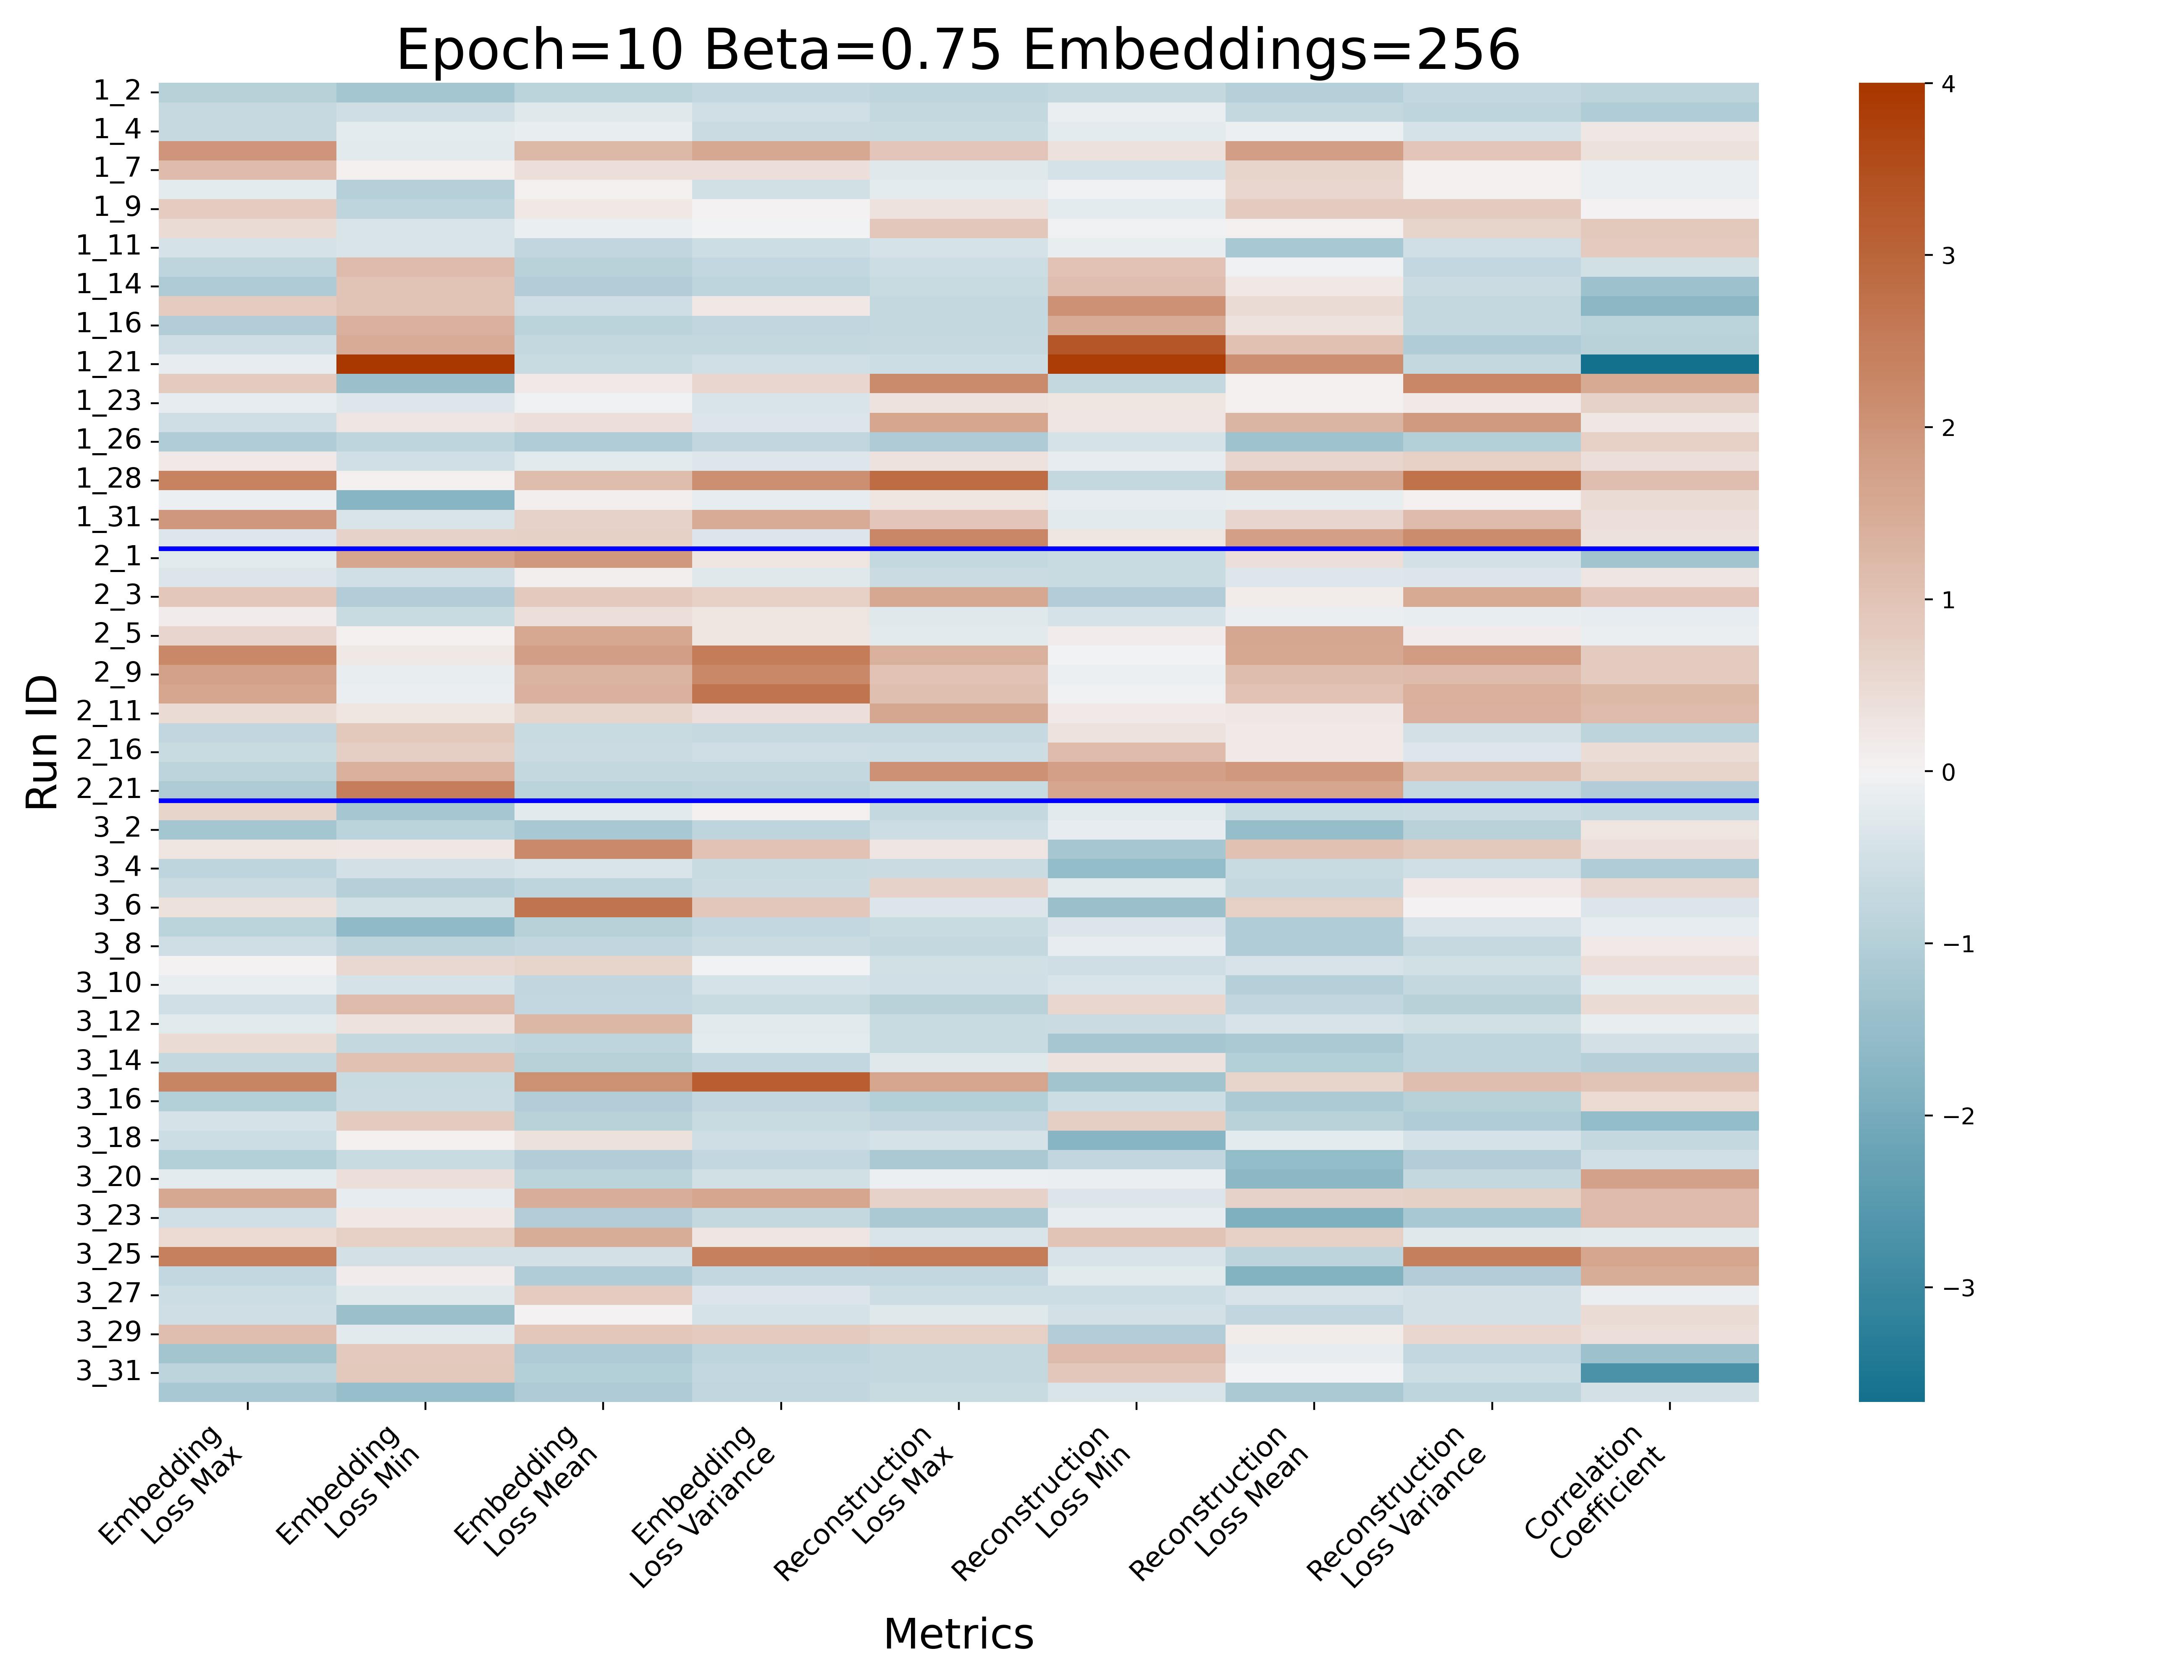 Epoch=10 Beta=0.75 Embeddings=256
Run ID
1_2
1_4
1_7
1_9
1_11
1_14
1_16
1_21
1_23
1_26
1_28
1_31
2_1
2_3
2_5
2_9
2_11
2_16
2_21
3_2
3_4
3_6
3_8
3_10
3_12
3_14
3_16
3_18
3_20
3_23
3_25
3_27
3_29
3_31
Embedding
Loss Max
Embedding
Loss Min
Embedding
Loss Mean
Embedding
Loss Variance
Reconstruction
Loss Max
Reconstruction
Loss Min
Reconstruction
Loss Mean
Reconstruction
Loss Variance
Correlation
Coefficient
Metrics
4
3
2
1
0
−1
−2
−3